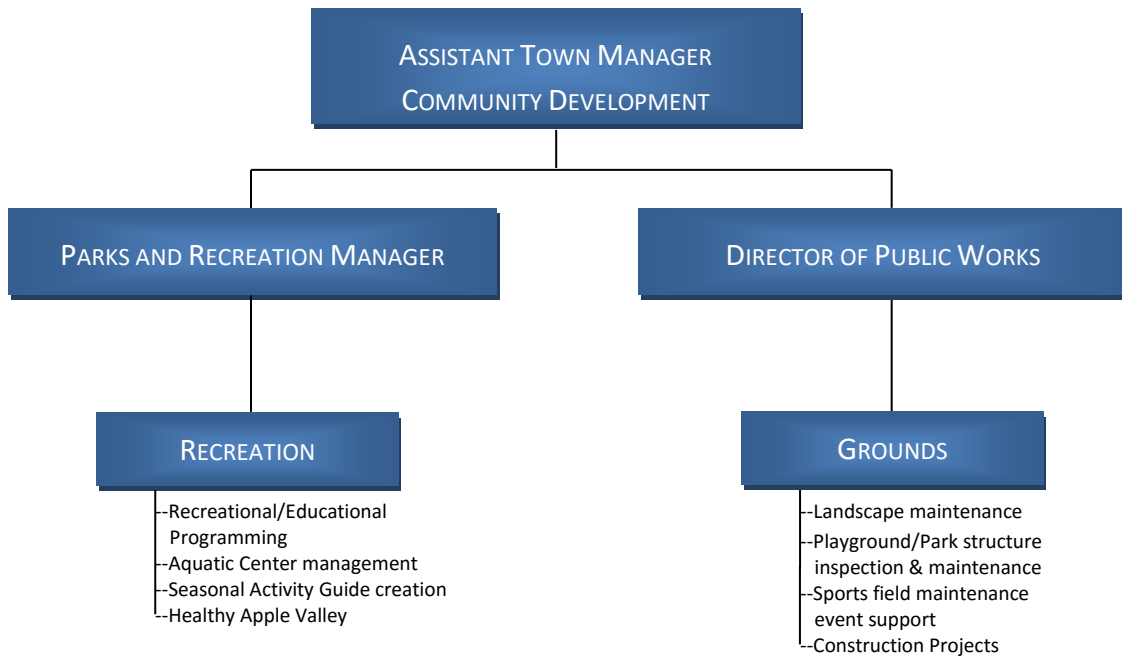 ASSISTANT TOWN MANAGER
COMMUNITY DEVELOPMENT
PARKS AND RECREATION MANAGER
DIRECTOR OF PUBLIC WORKS
RECREATION
--Recreational/Educational
Programming
--Aquatic Center management
--Seasonal Activity Guide creation
--Healthy Apple Valley
GROUNDS
--Landscape maintenance
--Playground/Park structure
inspection & maintenance
--Sports field maintenance
event support
--Construction Projects